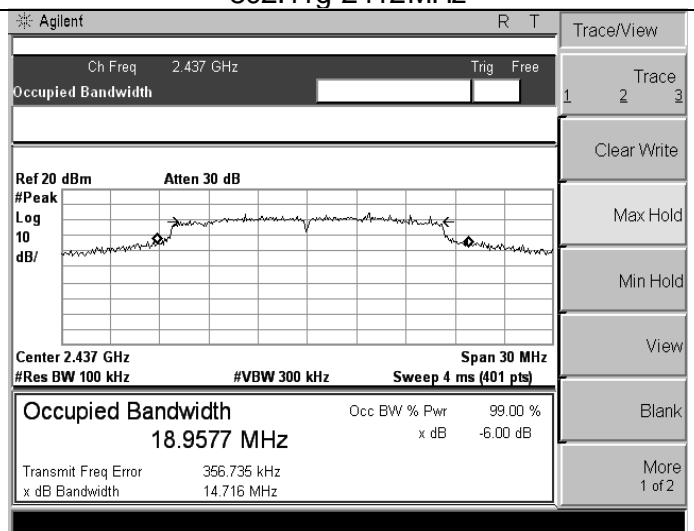 Agilent R T Trace/View
Ch Freq 2.437 GHz Trig Free
Occupied Bandwidth
Trace
1 2 3
Clear Write
Max Hold
Min Hold
View
Blank
More
1 of 2
Ref 20 dBm Atten 30 dB
#Peak
Log
10
dB/
Center 2.437 GHz Span 30 MHz
#Res BW 100 kHz #VBW 300 kHz Sweep 4 ms (401 pts)
Occupied Bandwidth Occ BW % Pwr 99.00 %
18.9577 MHz x dB -6.00 dB
Transmit Freq Error 356.735 kHz
x dB Bandwidth 14.716 MHz